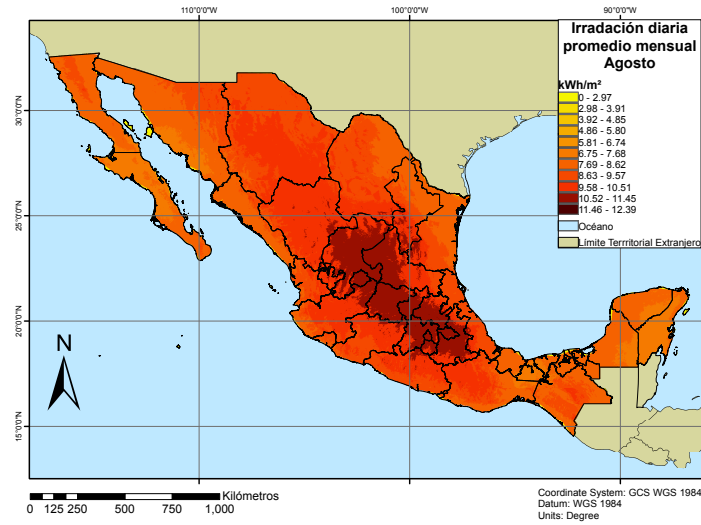 110°0'0"W
100°0'0"W
90°0'0"W
Irradación diaria
promedio mensual
Agosto
kWh/m²
0 - 2.97
2.98 - 3.91
3.92 - 4.85
4.86 - 5.80
5.81 - 6.74
6.75 - 7.68
7.69 - 8.62
8.63 - 9.57
9.58 - 10.51
10.52 - 11.45
11.46 - 12.39
Océano
Límite Terrritorial Extranjero
30°0'0"N
25°0'0"N
20°0'0"N
15°0'0"N
N
Kilómetros
0 125 250 500 750 1,000
Coordinate System: GCS WGS 1984
Datum: WGS 1984
Units: Degree